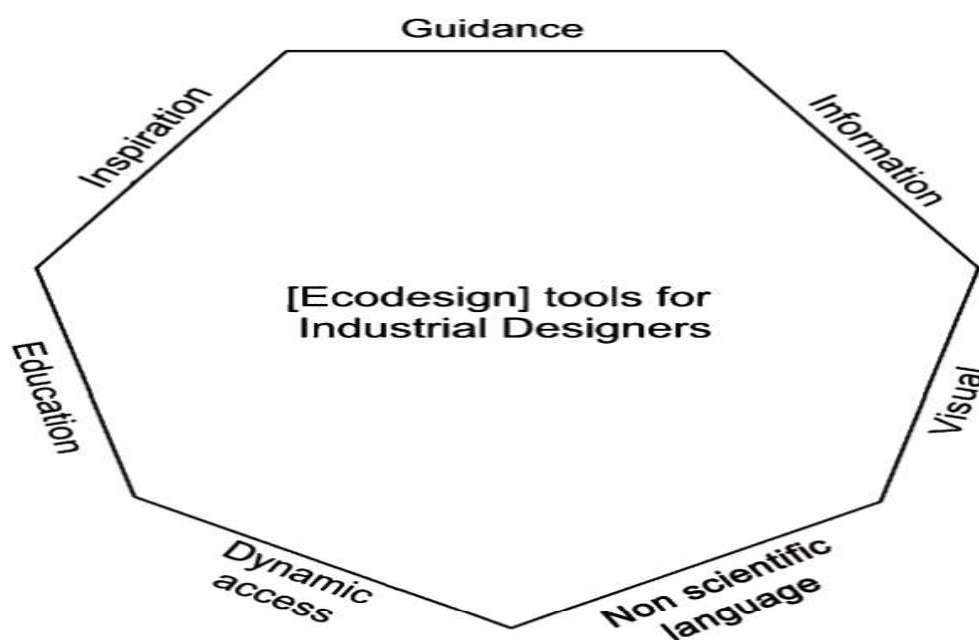 Guidance
Inspiration
Information
[Ecodesign] tools for
Industrial Designers
Education
Visual
Dynamic
access
Non scientific
language